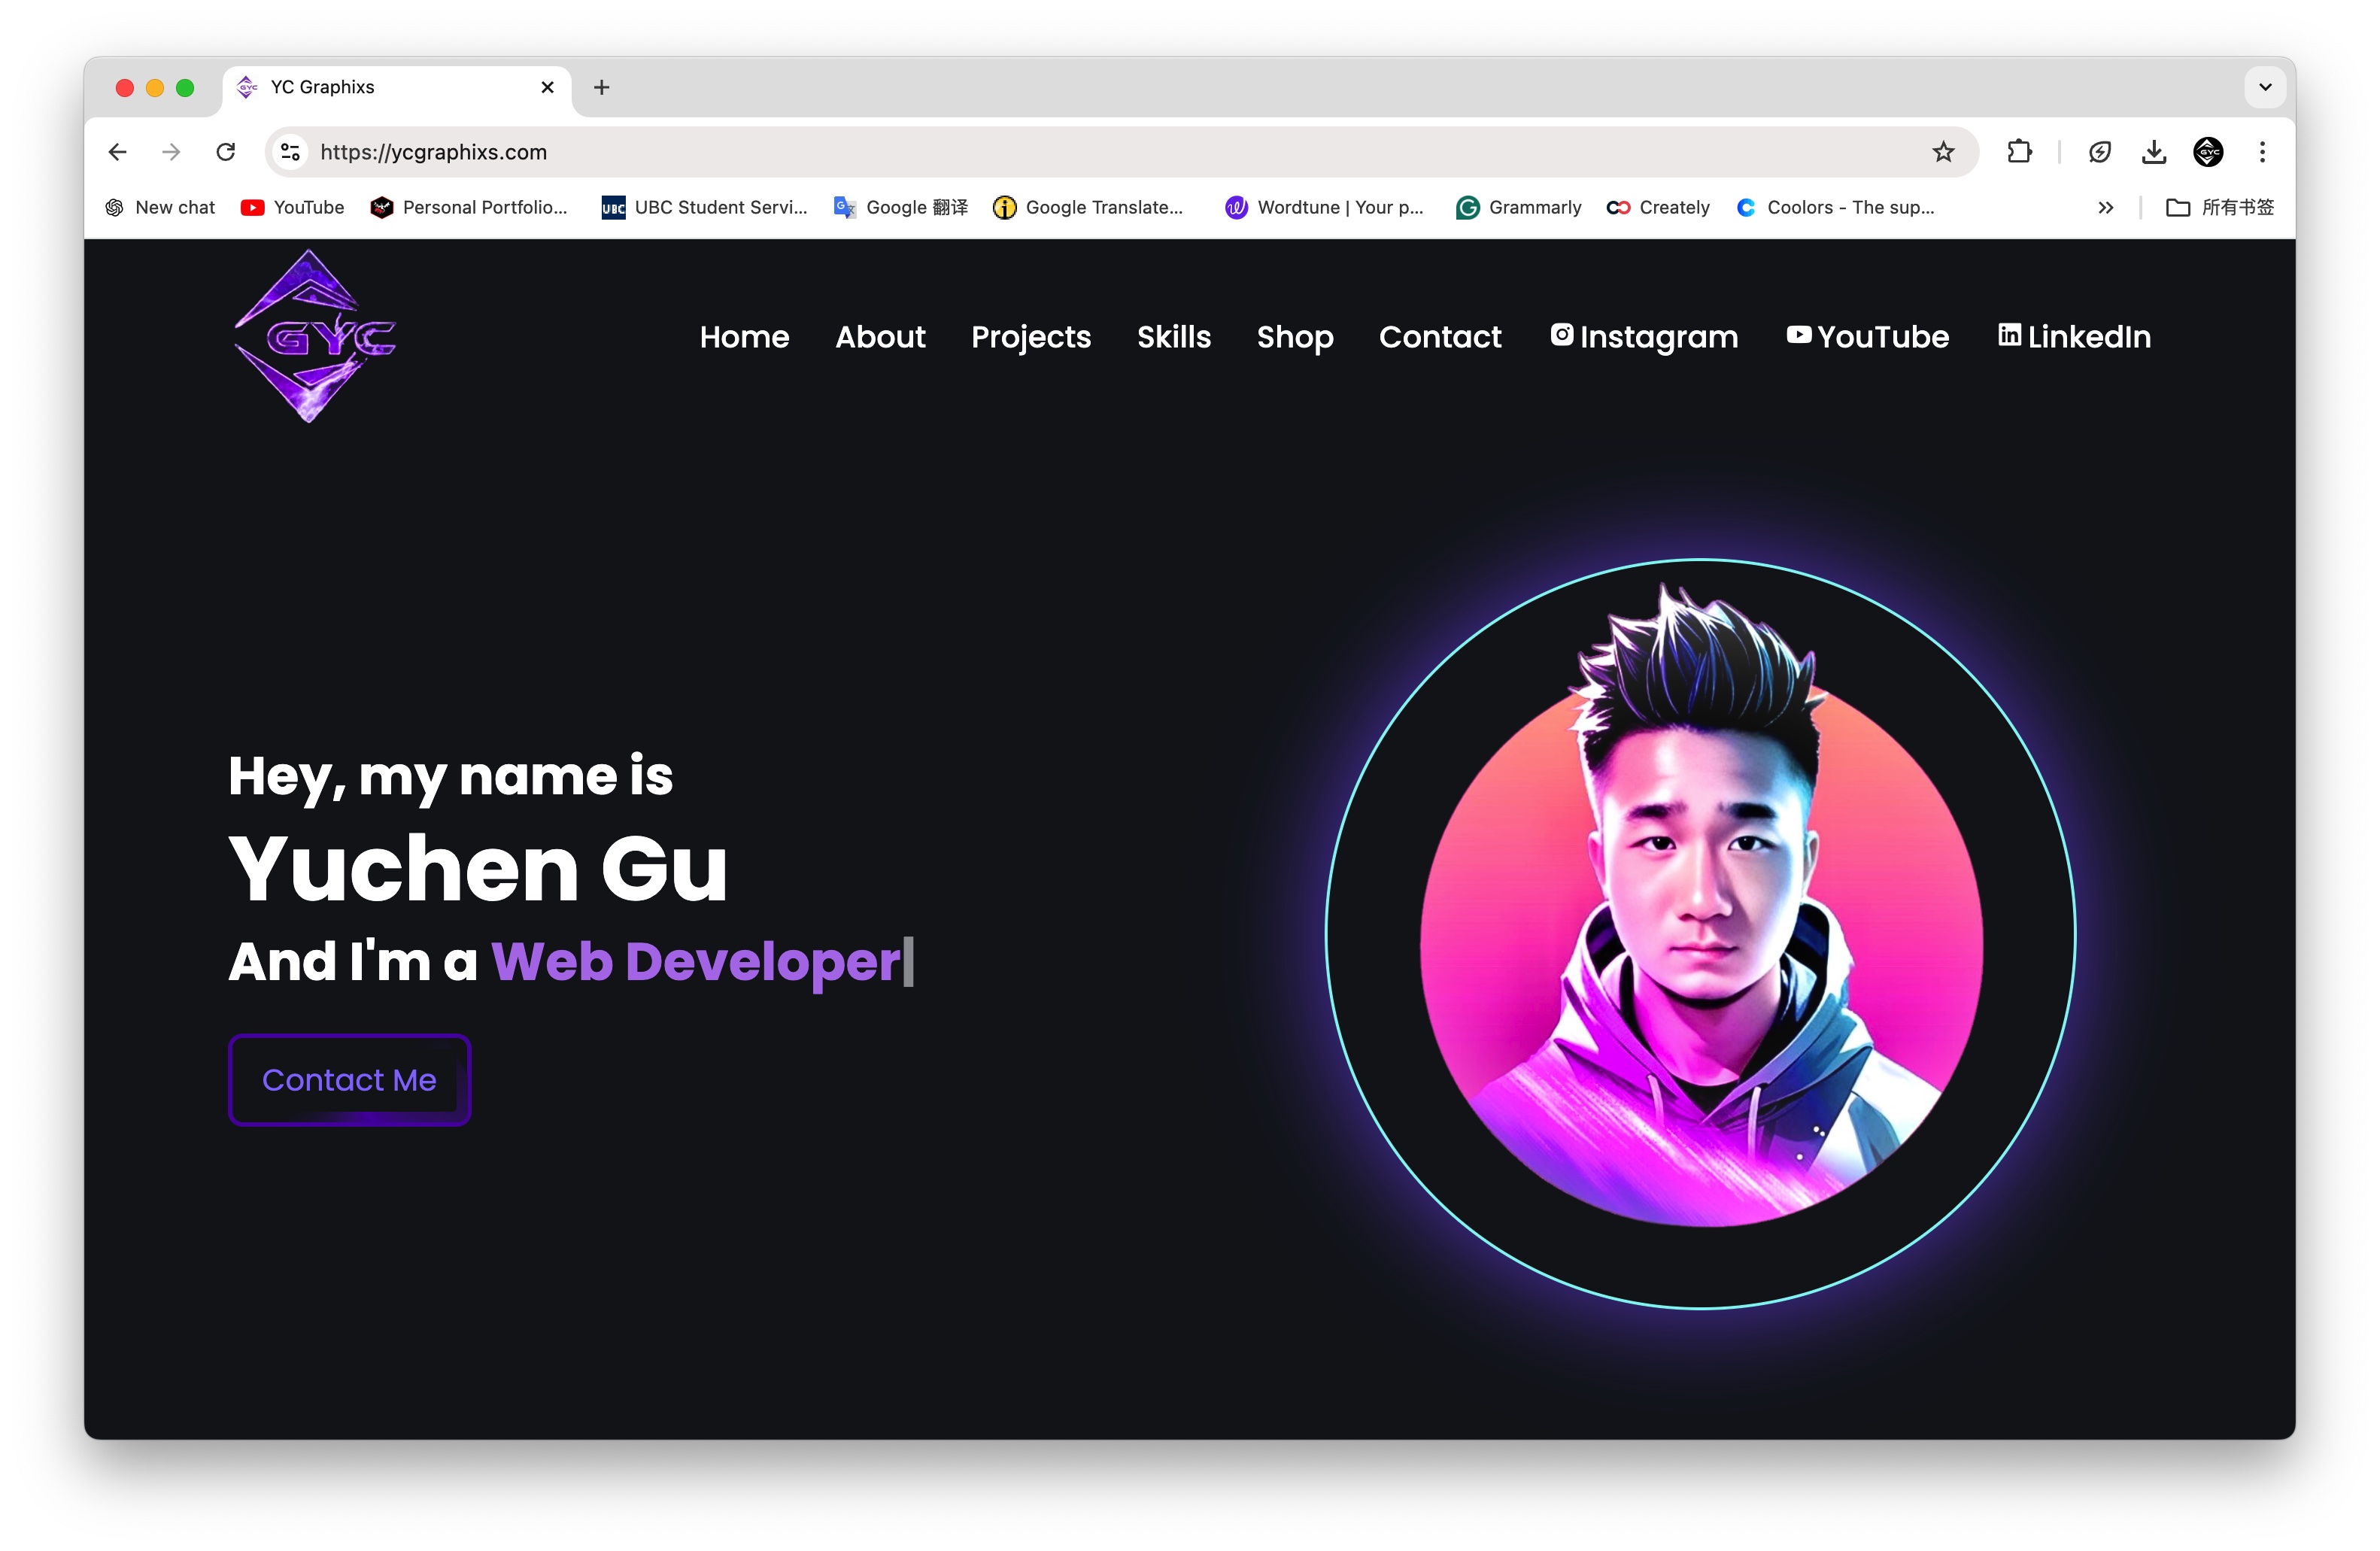 YC Graphixs
https://ycgraphixs.com
New chat YouTube Personal Portfolio... UBC UBC Student Servi... Google 翻译 Google Translate... Wordtune | Your p... Grammarly Creately Coolors - The sup... 所有书签
GYC
Home About Projects Skills Shop Contact Instagram YouTube LinkedIn
Hey, my name is
Yuchen Gu
And I'm a Web Developer
Contact Me